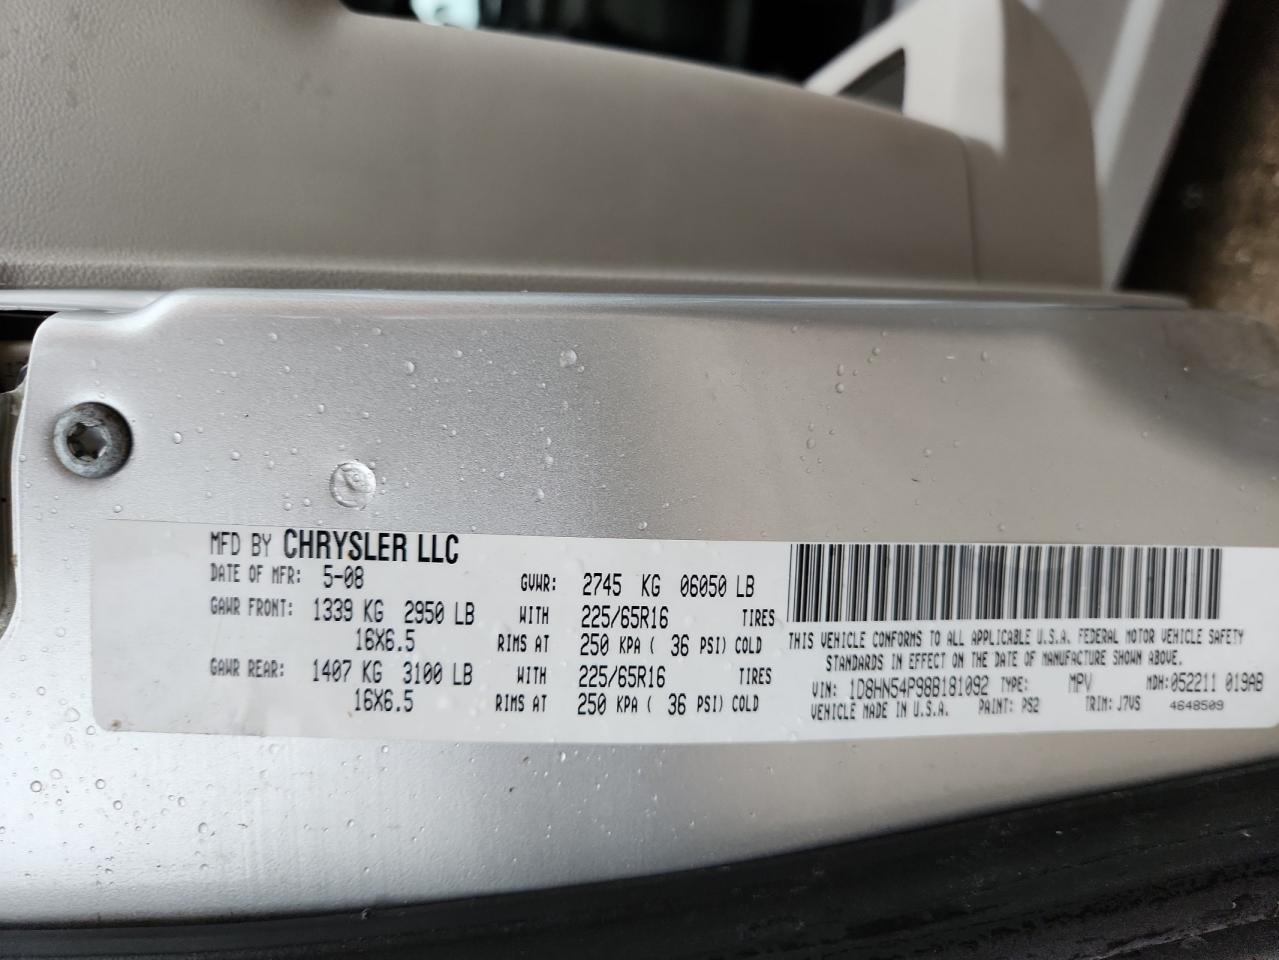 MFD BY CHRYSLER LLC
DATE OF MFR: 5-08 GVWR: 2745 KG 06050 LB
GAWR FRONT: 1339 KG 2950 LB WITH 225/65R16 TIRES
16X6.5 RIMS AT 250 KPA ( 36 PSI) COLD
GAWR REAR: 1407 KG 3100 LB WITH 225/65R16 TIRES
16X6.5 RIMS AT 250 KPA ( 36 PSI) COLD
THIS VEHICLE CONFORMS TO ALL APPLICABLE U.S.A. FEDERAL MOTOR VEHICLE SAFETY
STANDARDS IN EFFECT ON THE DATE OF MANUFACTURE SHOWN ABOVE.
VIN: 1D8HN54P98B181092 TYPE: MPV MDH: 052211 019AB
VEHICLE MADE IN U.S.A. PAINT: PS2 TRIM: J7VS 4648509